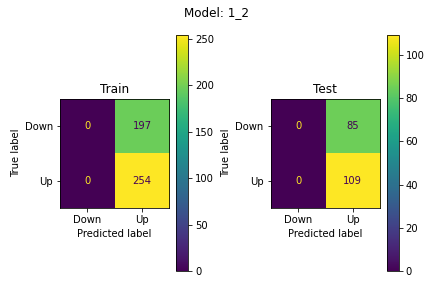 Model: 1_2
Train
True label
Down
Up
0
197
0
254
Down
Up
Predicted label
250
200
150
100
50
0
Test
True label
Down
Up
0
85
0
109
Down
Up
Predicted label
100
80
60
40
20
0